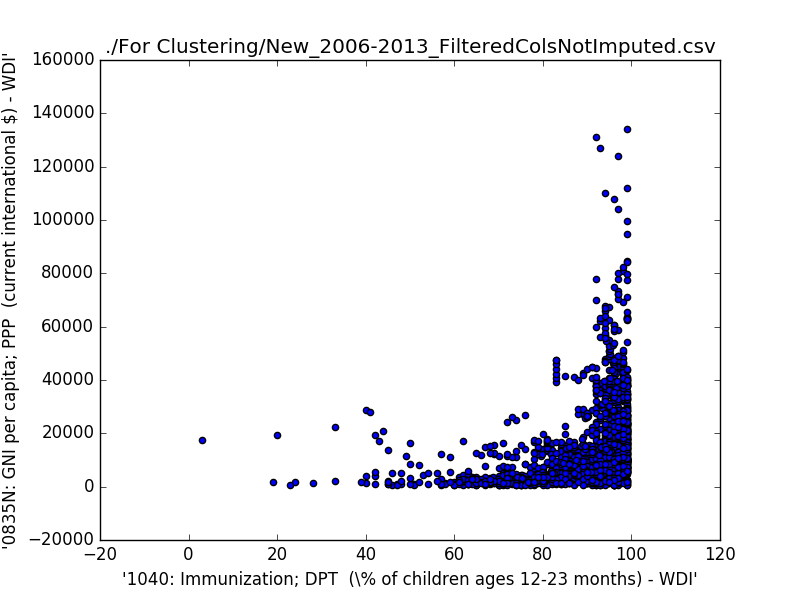 ./For Clustering/New_2006-2013_FilteredColsNotImputed.csv
'0835N: GNI per capita; PPP  (current international $) - WDI'
160000
140000
120000
100000
80000
60000
40000
20000
0
−20000
−20 0 20 40 60 80 100 120
'1040: Immunization; DPT  (\% of children ages 12-23 months) - WDI'